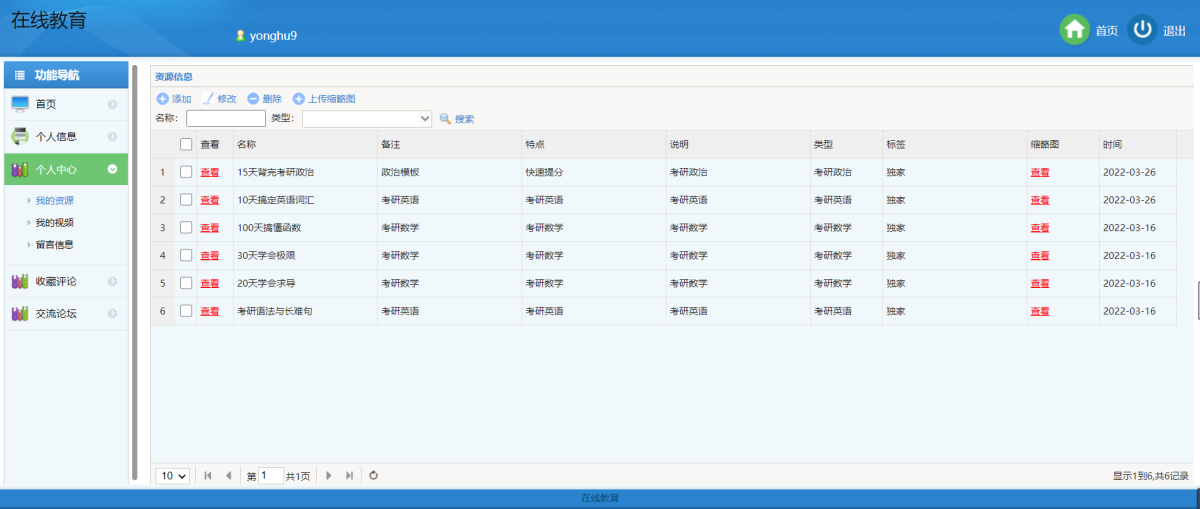 在线教育
yonghu9
首页 退出
功能导航
首页
个人信息
个人中心
我的资源
我的视频
留言信息
收藏评论
交流论坛
资源信息
添加 修改 删除 上传缩略图
名称： 类型： 搜索
查看 名称 备注 特点 说明 类型 标签 缩略图 时间
1 查看 15天背完考研政治 政治模板 快速提分 考研政治 考研政治 独家 查看 2022-03-26
2 查看 10天搞定英语词汇 考研英语 考研英语 考研英语 考研英语 独家 查看 2022-03-26
3 查看 100天搞懂函数 考研数学 考研数学 考研数学 考研数学 独家 查看 2022-03-16
4 查看 30天学会极限 考研数学 考研数学 考研数学 考研数学 独家 查看 2022-03-16
5 查看 20天学会求导 考研数学 考研数学 考研数学 考研数学 独家 查看 2022-03-16
6 查看 考研语法与长难句 考研英语 考研英语 考研英语 考研英语 独家 查看 2022-03-16
10 第 1 共1页 显示1到6,共6记录
在线教育